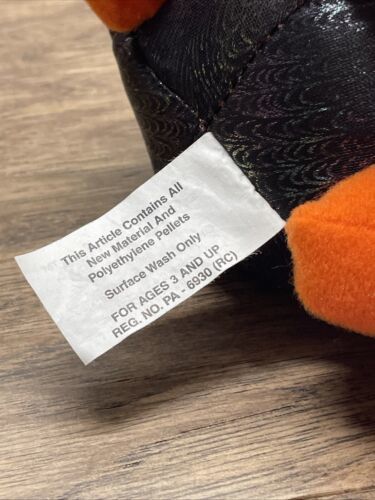 This Article Contains All
New Material And
Polyethylene Pellets
Surface Wash Only
FOR AGES 3 AND UP
REG. NO. PA - 6930 (RC)